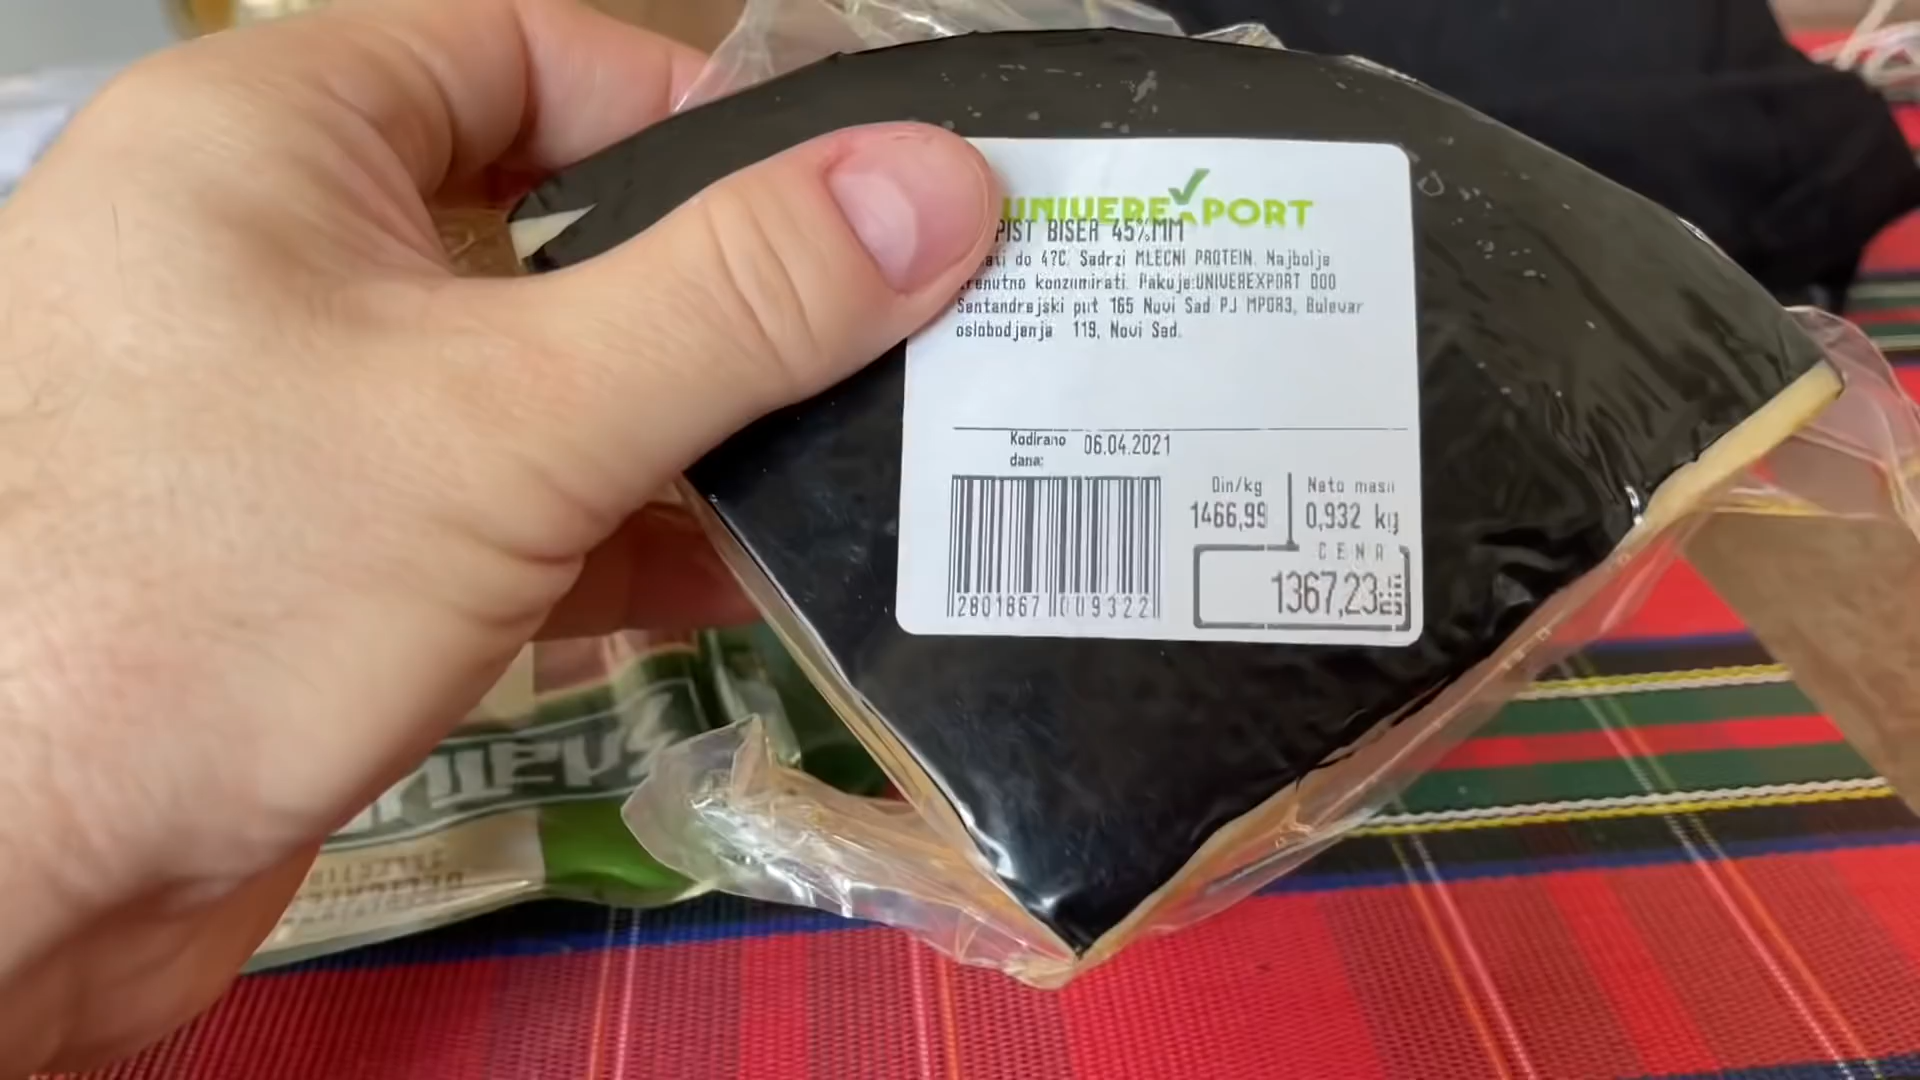 UNIVEREXPORT
PIST BISER 45%MM
do 4?C. Sadrzi MLECNI PROTEIN. Najbolje
trenutno konzumirati. Pakuje:UNIVEREXPORT DOO
Sentandrejski put 165 Novi Sad PJ MP083, Bulevar
oslobodjenja 119, Novi Sad.
Kodirano dana: 06.04.2021
Din/kg
Neto masa
1466,99
0,932 kg
CENA
1367,23
2801867 009322